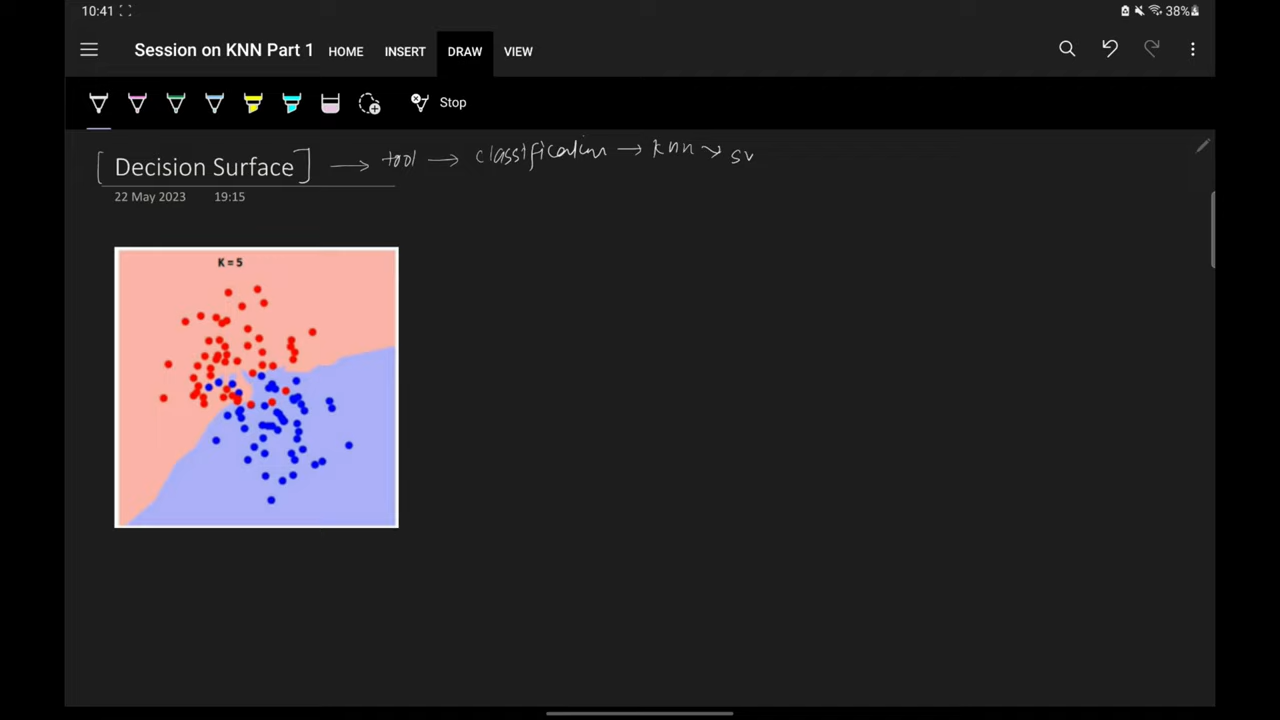 10:41 38%
Session on KNN Part 1 HOME INSERT DRAW VIEW
Stop
[Decision Surface] → tool → classification → knn → sv
22 May 2023 19:15
K = 5